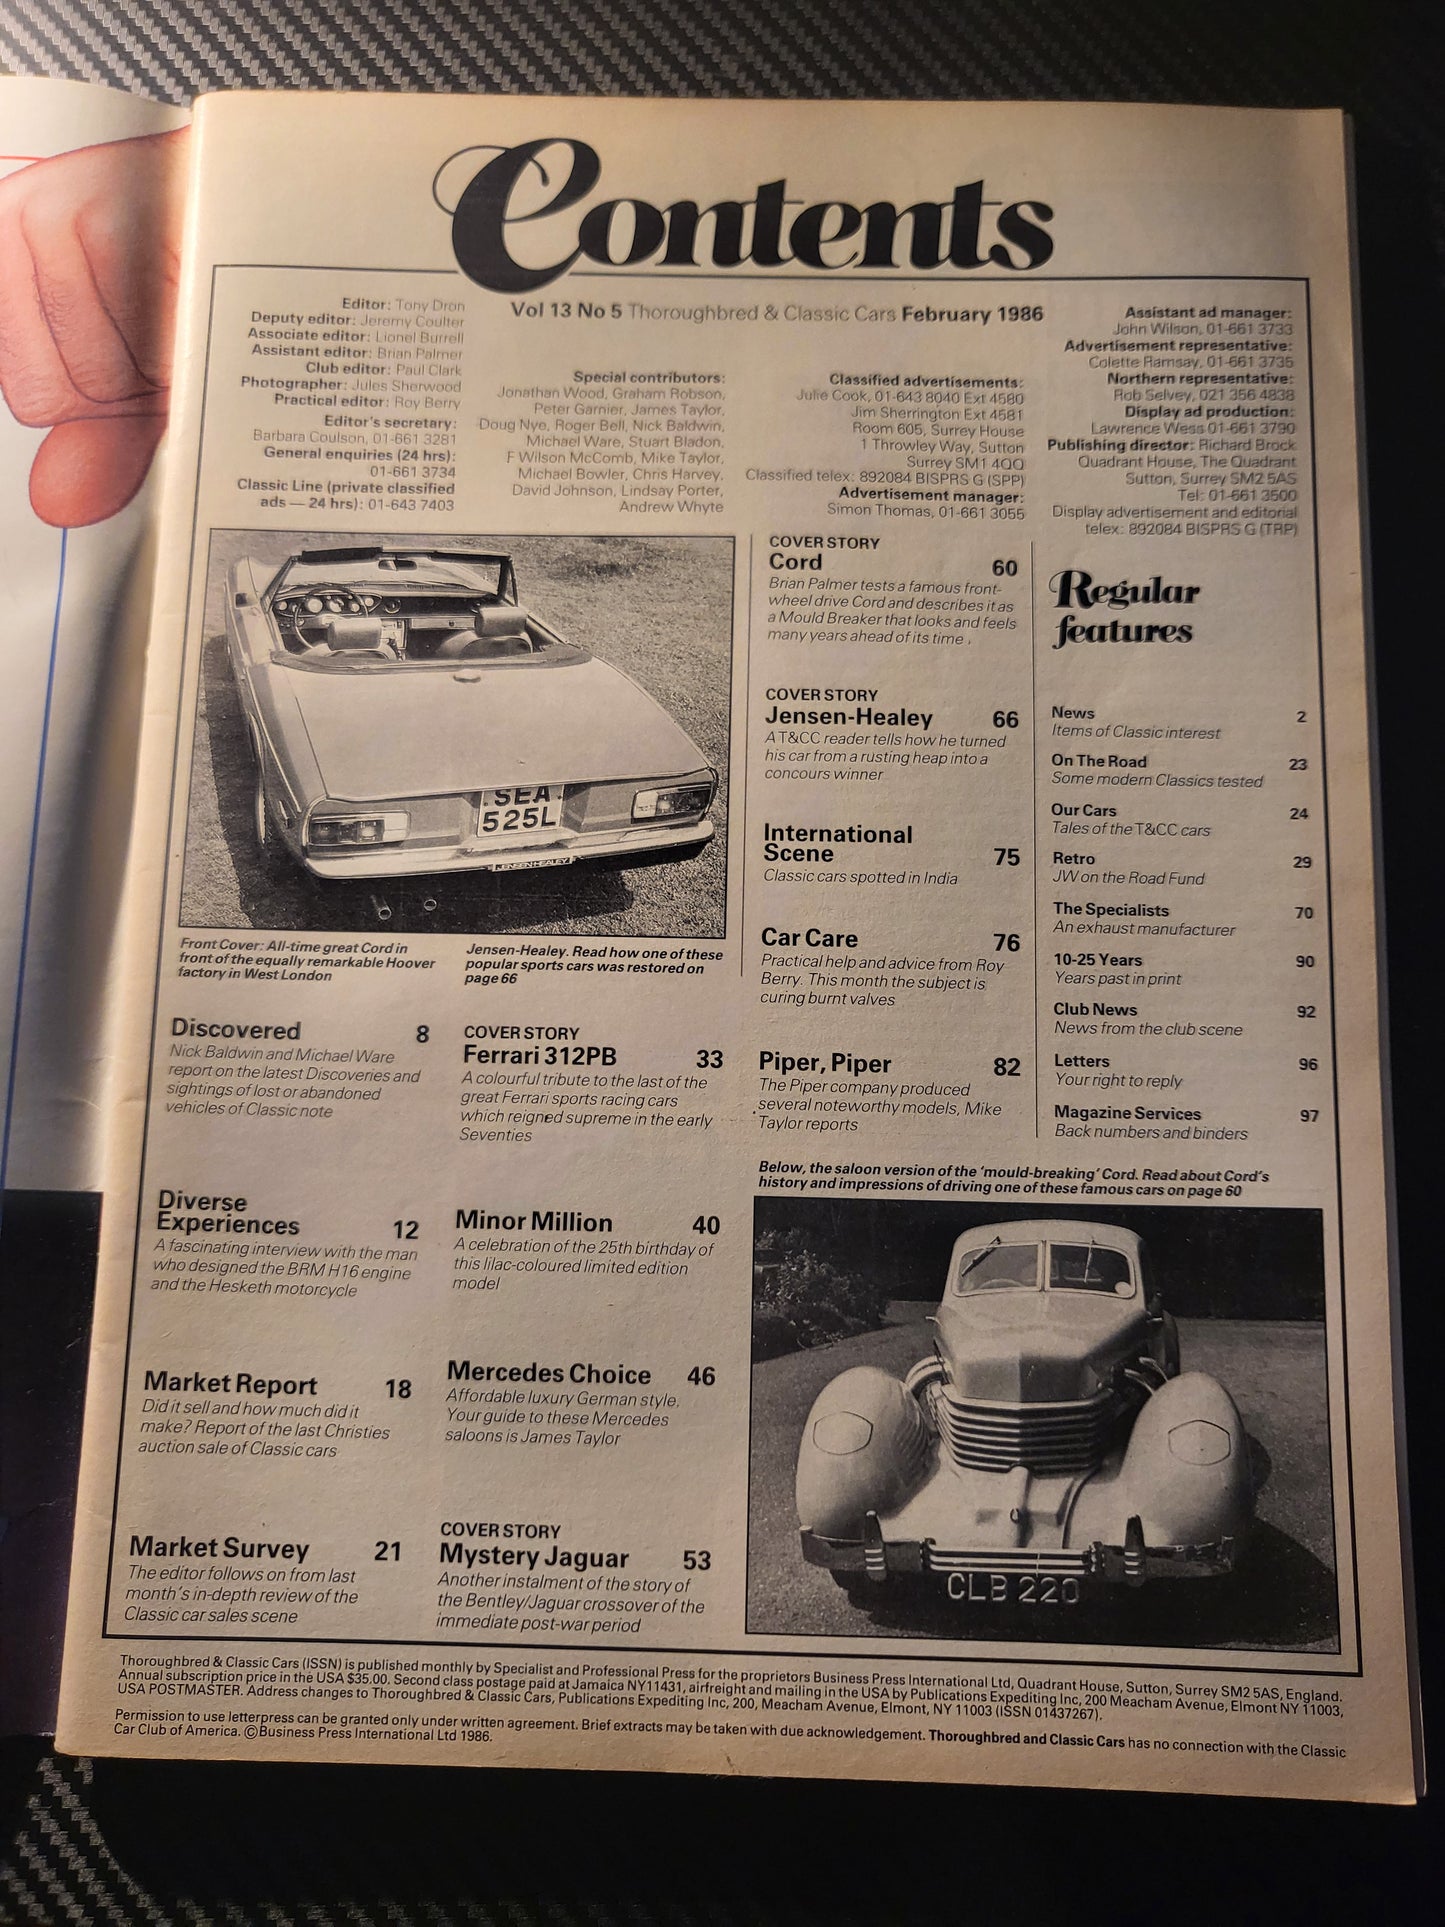 Contents
Vol 13 No 5 Thoroughbred & Classic Cars February 1986
Editor: Tony Dron
Deputy editor: Jeremy Coulter
Associate editor: Lionel Burrell
Assistant editor: Brian Palmer
Club editor: Paul Clark
Photographer: Jules Sherwood
Practical editor: Roy Berry
Editor's secretary:
Barbara Coulson, 01-661 3281
General enquiries (24 hrs):
01-661 3734
Classic Line (private classified
ads — 24 hrs): 01-643 7403
Special contributors:
Jonathan Wood, Graham Robson,
Peter Garnier, James Taylor,
Doug Nye, Roger Bell, Nick Baldwin,
Michael Ware, Stuart Bladon,
F Wilson McComb, Mike Taylor,
Michael Bowler, Chris Harvey,
David Johnson, Lindsay Porter,
Andrew Whyte
Classified advertisements:
Julie Cook, 01-643 8040 Ext 4580
Jim Sherrington Ext 4581
Room 605, Surrey House
1 Throwley Way, Sutton
Surrey SM1 4QQ
Classified telex: 892084 BISPRS G (SPP)
Advertisement manager:
Simon Thomas, 01-661 3055
Assistant ad manager:
John Wilson, 01-661 3733
Advertisement representative:
Colette Ramsay, 01-661 3735
Northern representative:
Rob Selvey, 021 356 4838
Display ad production:
Lawrence Wess 01-661 3790
Publishing director: Richard Brock
Quadrant House, The Quadrant
Sutton, Surrey SM2 5AS
Tel: 01-661 3500
Display advertisement and editorial
telex: 892084 BISPRS G (TRP)
SEA
525L
JENSEN-HEALEY
Front Cover: All-time great Cord in
front of the equally remarkable Hoover
factory in West London
Jensen-Healey. Read how one of these
popular sports cars was restored on
page 66
Discovered 8
Nick Baldwin and Michael Ware
report on the latest Discoveries and
sightings of lost or abandoned
vehicles of Classic note
Diverse
Experiences 12
A fascinating interview with the man
who designed the BRM H16 engine
and the Hesketh motorcycle
Market Report 18
Did it sell and how much did it
make? Report of the last Christies
auction sale of Classic cars
Market Survey 21
The editor follows on from last
month's in-depth review of the
Classic car sales scene
COVER STORY
Ferrari 312PB 33
A colourful tribute to the last of the
great Ferrari sports racing cars
which reigned supreme in the early
Seventies
Minor Million 40
A celebration of the 25th birthday of
this lilac-coloured limited edition
model
Mercedes Choice 46
Affordable luxury German style.
Your guide to these Mercedes
saloons is James Taylor
COVER STORY
Mystery Jaguar 53
Another instalment of the story of
the Bentley/Jaguar crossover of the
immediate post-war period
COVER STORY
Cord 60
Brian Palmer tests a famous front-
wheel drive Cord and describes it as
a Mould Breaker that looks and feels
many years ahead of its time.
COVER STORY
Jensen-Healey 66
A T&CC reader tells how he turned
his car from a rusting heap into a
concours winner
International
Scene 75
Classic cars spotted in India
Car Care 76
Practical help and advice from Roy
Berry. This month the subject is
curing burnt valves
Piper, Piper 82
The Piper company produced
several noteworthy models, Mike
Taylor reports
Regular
features
News 2
Items of Classic interest
On The Road 23
Some modern Classics tested
Our Cars 24
Tales of the T&CC cars
Retro 29
JW on the Road Fund
The Specialists 70
An exhaust manufacturer
10-25 Years 90
Years past in print
Club News 92
News from the club scene
Letters 96
Your right to reply
Magazine Services 97
Back numbers and binders
Below, the saloon version of the 'mould-breaking' Cord. Read about Cord's
history and impressions of driving one of these famous cars on page 60
CLB 220
Thoroughbred & Classic Cars (ISSN) is published monthly by Specialist and Professional Press for the proprietors Business Press International Ltd, Quadrant House, Sutton, Surrey SM2 5AS, England.
Annual subscription price in the USA $35.00. Second class postage paid at Jamaica NY11431, airfreight and mailing in the USA by Publications Expediting Inc, 200 Meacham Avenue, Elmont NY 11003,
USA POSTMASTER. Address changes to Thoroughbred & Classic Cars, Publications Expediting Inc, 200, Meacham Avenue, Elmont, NY 11003 (ISSN 01437267).
Permission to use letterpress can be granted only under written agreement. Brief extracts may be taken with due acknowledgement. Thoroughbred and Classic Cars has no connection with the Classic
Car Club of America. ©Business Press International Ltd 1986.